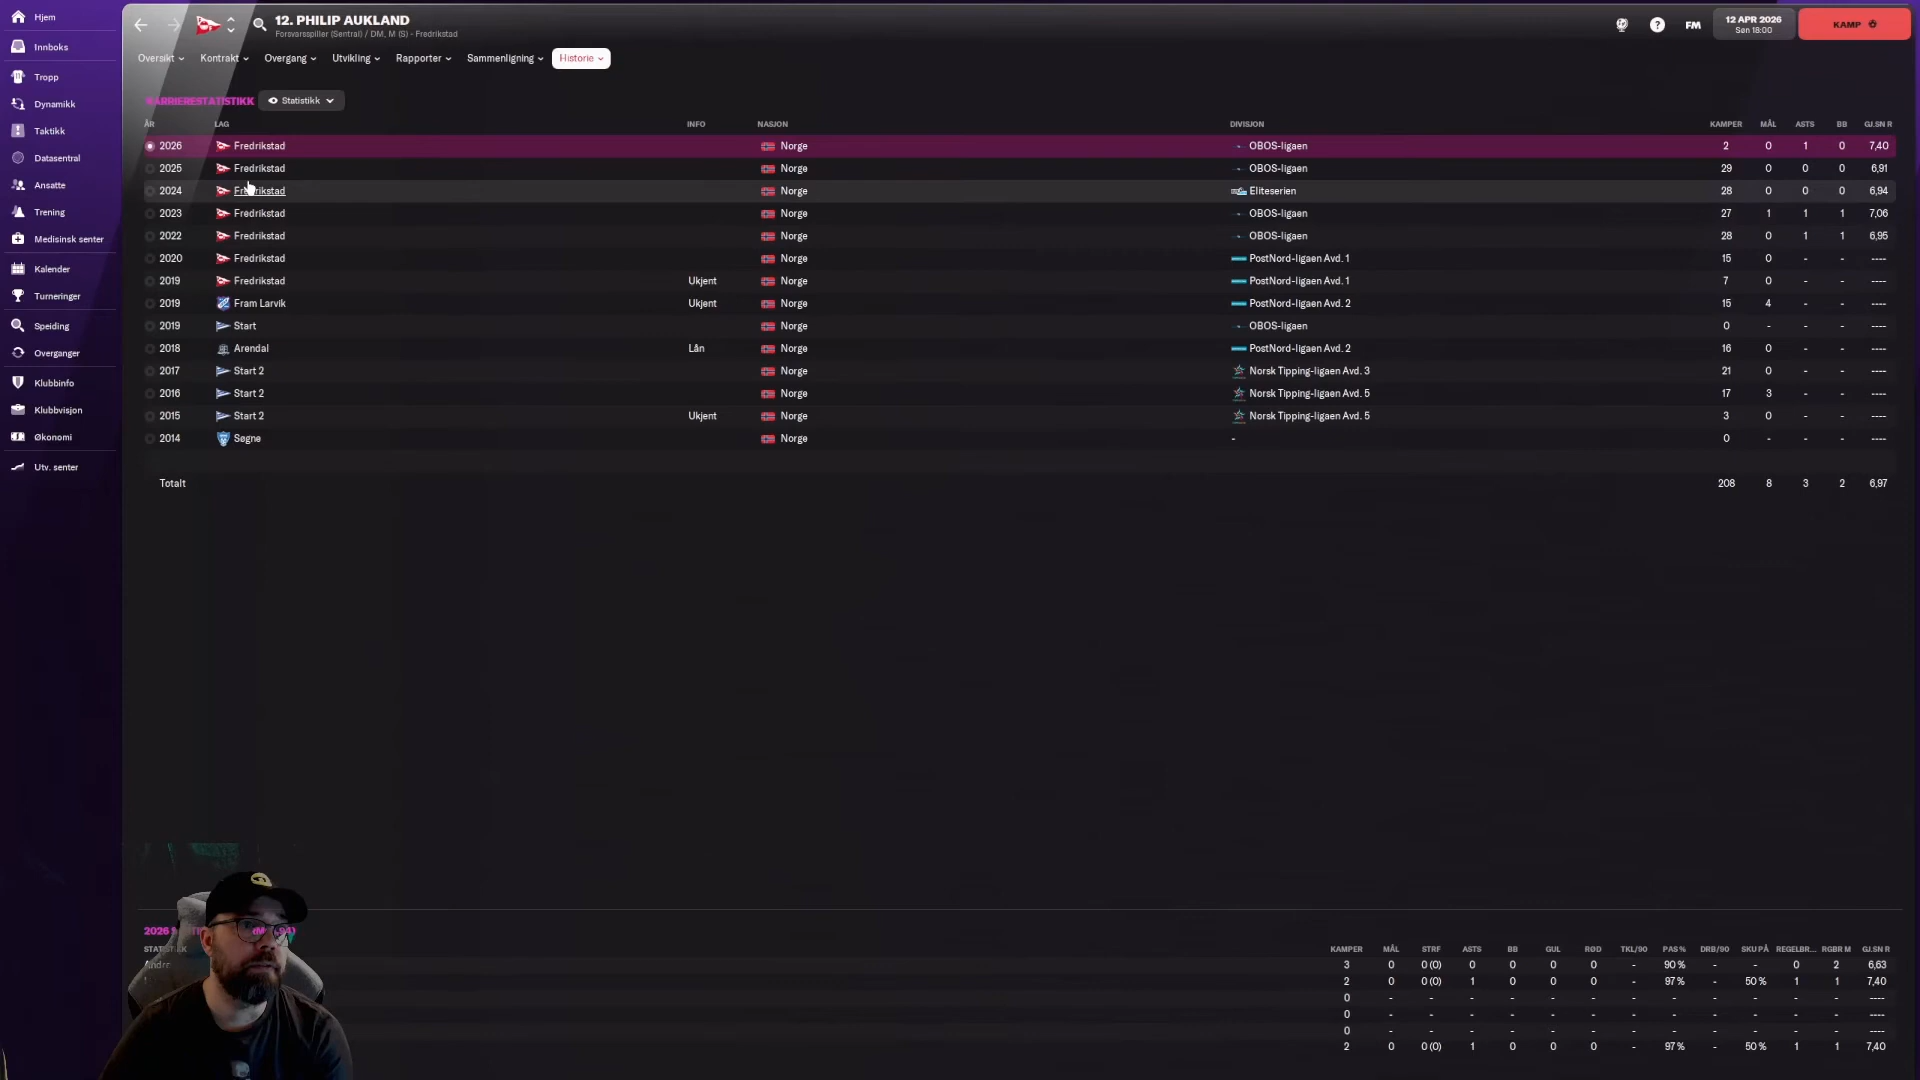 Hjem
Innboks
Tropp
Dynamikk
Taktikk
Datasentral
Ansatte
Trening
Medisinsk senter
Kalender
Turneringer
Speiding
Overganger
Klubbinfo
Klubbvisjon
Økonomi
Utv. senter
12. PHILIP AUKLAND
Forsvarsspiller (Sentral) / DM, M (S) - Fredrikstad
FM
12 APR 2026
Søn 18:00
KAMP
Oversikt Kontrakt Overgang Utvikling Rapporter Sammenligning Historie
KARRIERESTATISTIKK Statistikk
ÅR LAG INFO NASJON DIVISJON KAMPER MÅL ASTS BB GJ.SN R
2026 Fredrikstad Norge OBOS-ligaen 2 0 1 0 7,40
2025 Fredrikstad Norge OBOS-ligaen 29 0 0 0 6,91
2024 Fredrikstad Norge Eliteserien 28 0 0 0 6,94
2023 Fredrikstad Norge OBOS-ligaen 27 1 1 1 7,06
2022 Fredrikstad Norge OBOS-ligaen 28 0 1 1 6,95
2020 Fredrikstad Norge PostNord-ligaen Avd. 1 15 0 - - ----
2019 Fredrikstad Ukjent Norge PostNord-ligaen Avd. 1 7 0 - - ----
2019 Fram Larvik Ukjent Norge PostNord-ligaen Avd. 2 15 4 - - ----
2019 Start Norge OBOS-ligaen 0 - - - ----
2018 Arendal Lån Norge PostNord-ligaen Avd. 2 16 0 - - ----
2017 Start 2 Norge Norsk Tipping-ligaen Avd. 3 21 0 - - ----
2016 Start 2 Norge Norsk Tipping-ligaen Avd. 5 17 3 - - ----
2015 Start 2 Ukjent Norge Norsk Tipping-ligaen Avd. 5 3 0 - - ----
2014 Søgne Norge - 0 - - - ----
Totalt 208 8 3 2 6,97
2026
KAMPER MÅL STRF ASTS BB GUL RØD TKL/90 PAS % DRB/90 SKU PÅ REGELBR... RGBR M GJ.SN R
3 0 0 (0) 0 0 0 0 - 90 % - - 0 2 6,63
2 0 0 (0) 1 0 0 0 - 97 % - 50 % 1 1 7,40
0 - - - - - - - - - - - - ----
0 - - - - - - - - - - - - ----
0 - - - - - - - - - - - - ----
2 0 0 (0) 1 0 0 0 - 97 % - 50 % 1 1 7,40